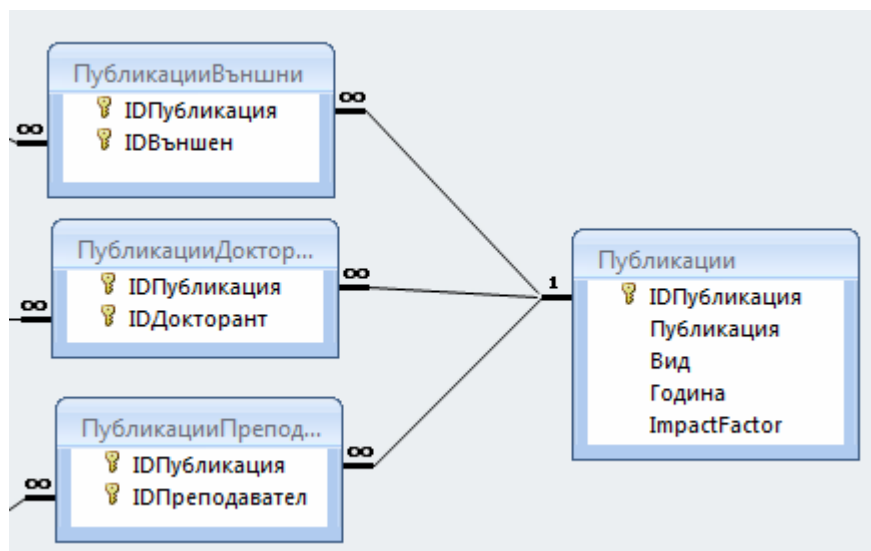 ПубликацииВъншни
IDПубликация
IDВъншен
∞
∞
ПубликацииДоктор...
IDПубликация
IDДокторант
∞
∞
ПубликацииПрепод...
IDПубликация
IDПреподавател
∞
∞
1
Публикации
IDПубликация
Публикация
Вид
Година
ImpactFactor